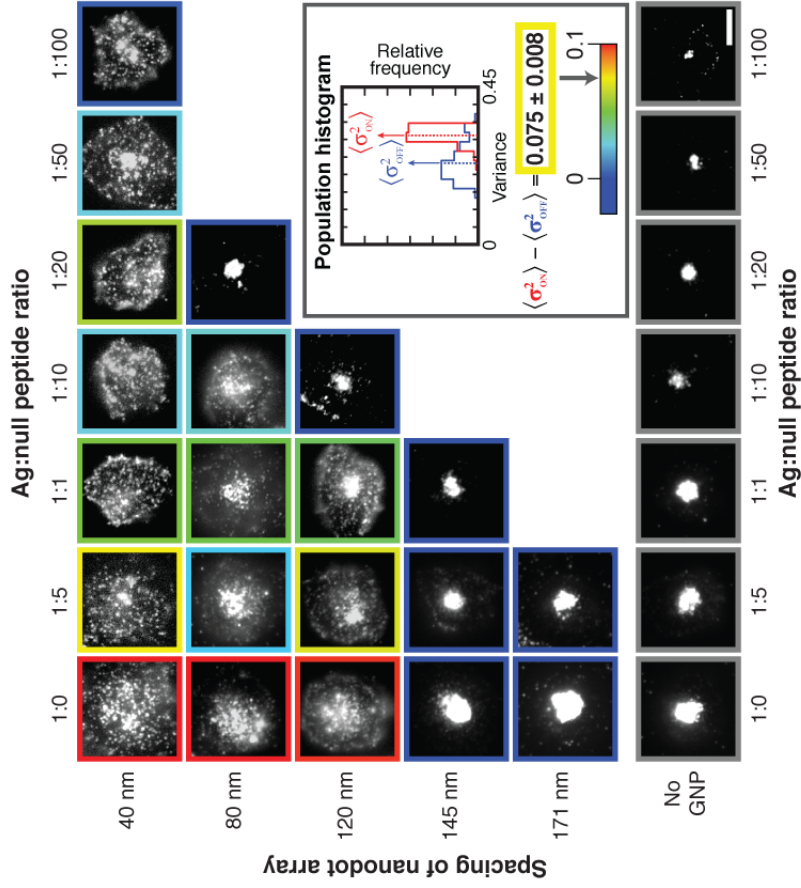 Ag:null peptide ratio
1:0
1:5
1:1
1:10
1:20
1:50
1:100
Spacing of nanodot array
40 nm
80 nm
120 nm
145 nm
171 nm
No
GNP
Population histogram
Relative
frequency
⟨σ²ON⟩
⟨σ²OFF⟩
0
0.45
Variance
⟨σ²ON⟩ − ⟨σ²OFF⟩ = 0.075 ± 0.008
0
0.1
1:0
1:5
1:1
1:10
1:20
1:50
1:100
Ag:null peptide ratio